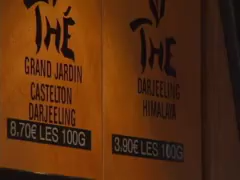 THÉ
GRAND JARDIN
CASTELTON
DARJEELING
8.70€ LES 100G
THÉ
DARJEELING
HIMALAYA
3.90€ LES 100G